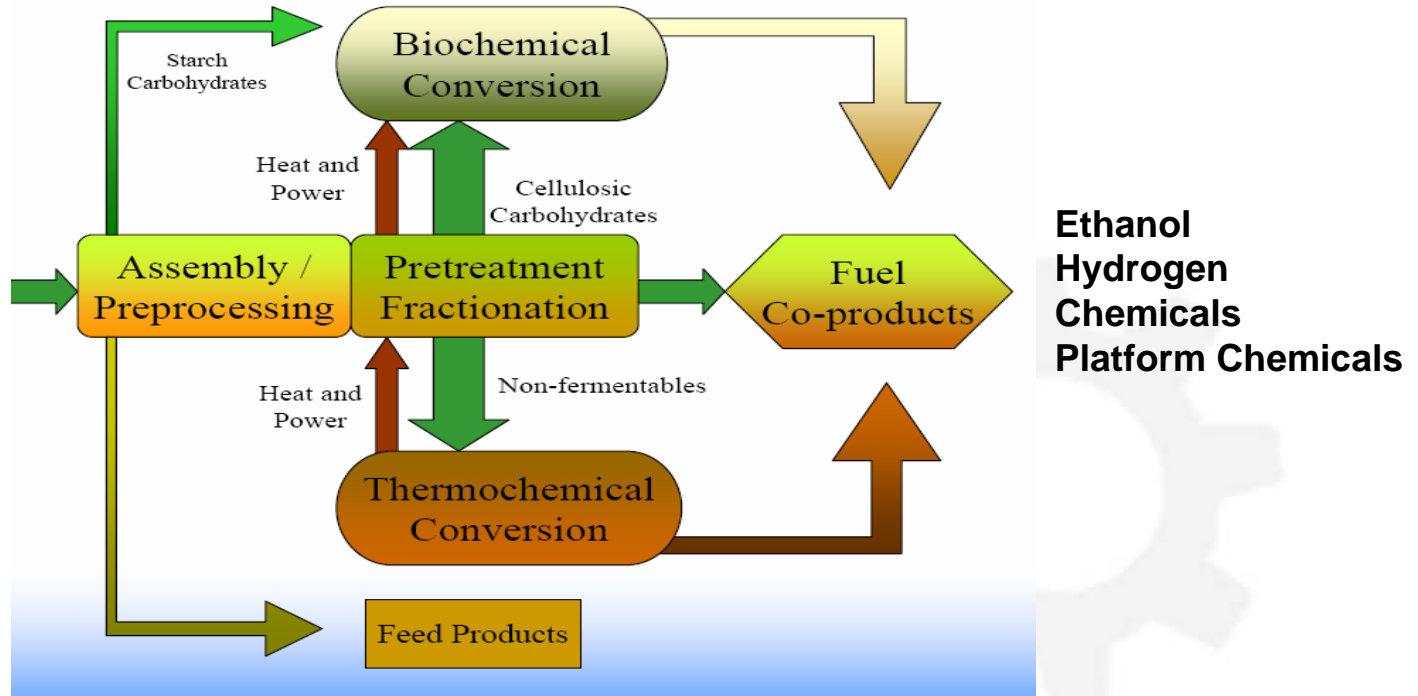 Starch
Carbohydrates
Biochemical
Conversion
Heat and
Power
Cellulosic
Carbohydrates
Assembly /
Preprocessing
Pretreatment
Fractionation
Fuel
Co-products
Ethanol
Hydrogen
Chemicals
Platform Chemicals
Heat and
Power
Non-fermentables
Thermochemical
Conversion
Feed Products